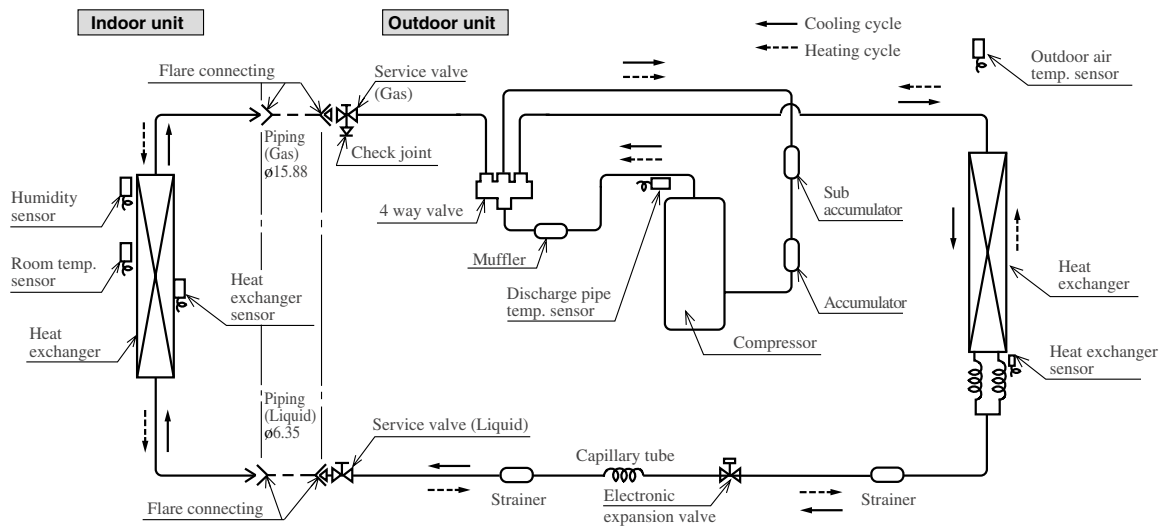 Indoor unit
Outdoor unit
Cooling cycle
Heating cycle
Outdoor air
temp. sensor
Flare connecting
Service valve
(Gas)
Piping
(Gas)
ø15.88
Check joint
Humidity
sensor
4 way valve
Sub
accumulator
Muffler
Room temp.
sensor
Heat
exchanger
sensor
Discharge pipe
temp. sensor
Accumulator
Heat
exchanger
Heat
exchanger
Compressor
Heat exchanger
sensor
Piping
(Liquid)
ø6.35
Service valve (Liquid)
Capillary tube
Flare connecting
Strainer
Electronic
expansion valve
Strainer